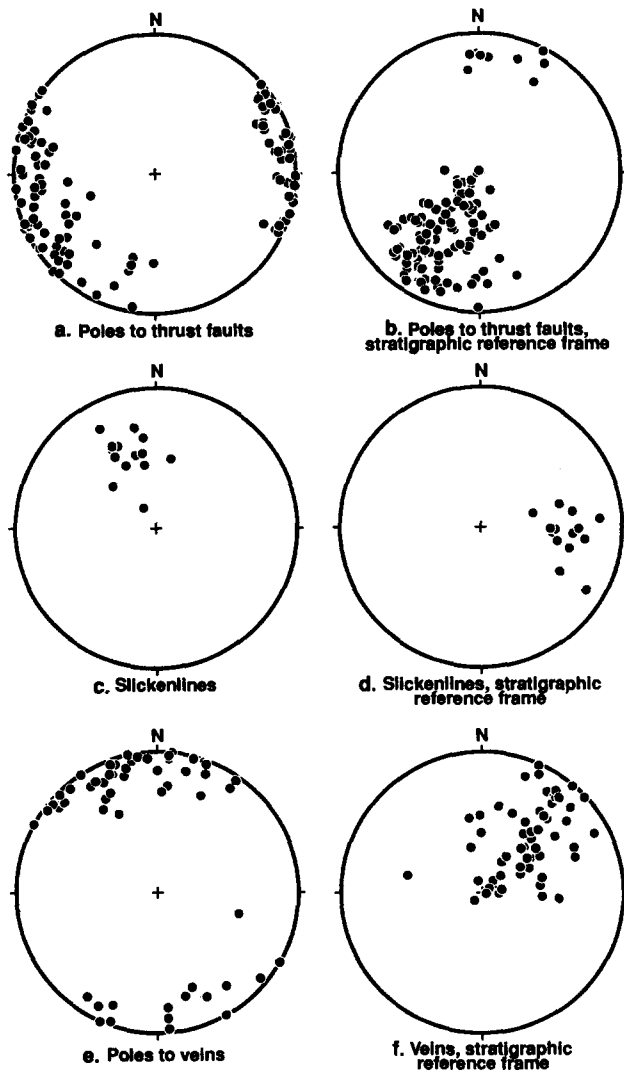 N
N
a. Poles to thrust faults
b. Poles to thrust faults,
stratigraphic reference frame
N
N
c. Slickenlines
d. Slickenlines, stratigraphic
reference frame
N
N
e. Poles to veins
f. Veins, stratigraphic
reference frame